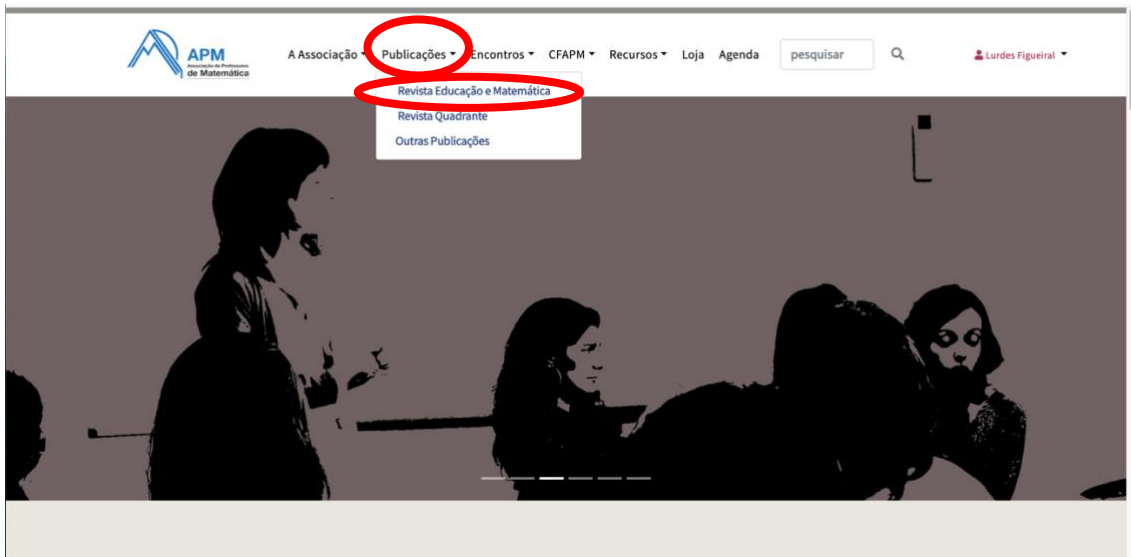 APM
Associação de Professores
de Matemática
A Associação Publicações Encontros CFAPM Recursos Loja Agenda pesquisar Lurdes Figueiral
Revista Educação e Matemática
Revista Quadrante
Outras Publicações